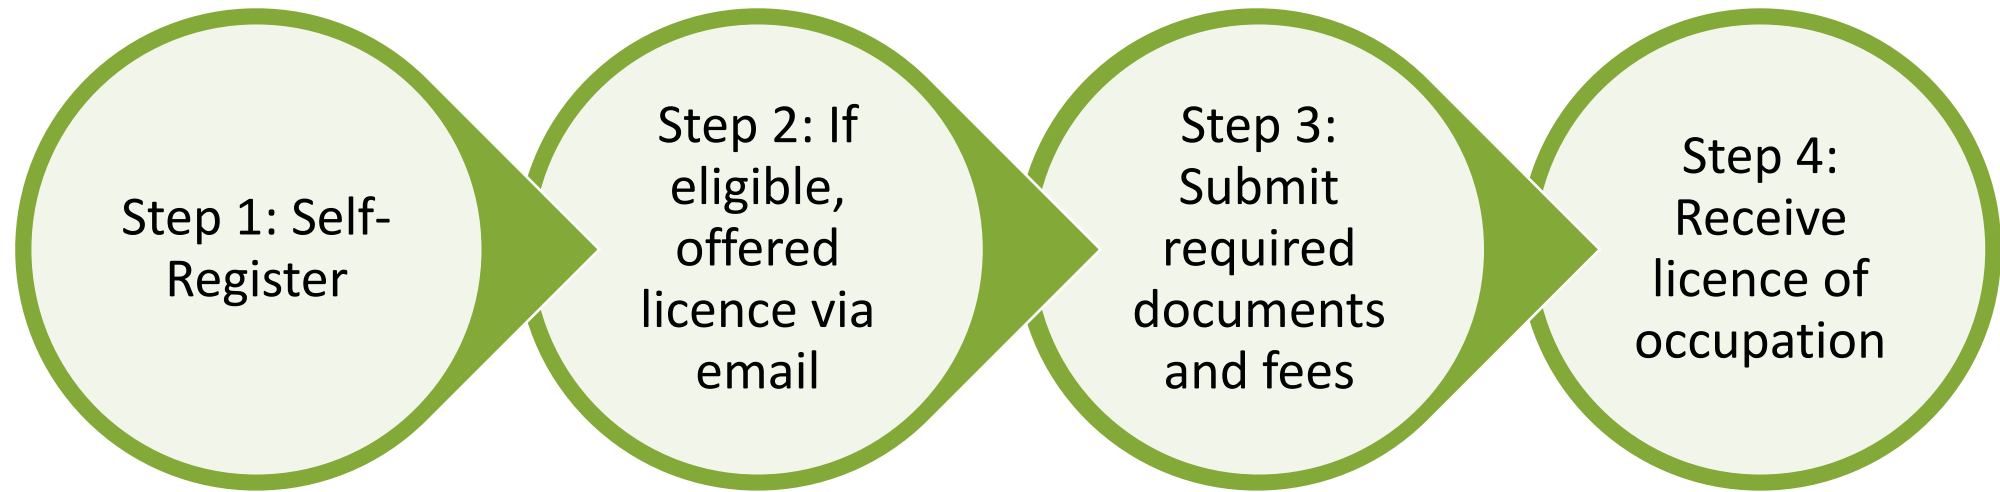 Step 1: Self-
Register
Step 2: If
eligible,
offered
licence via
email
Step 3:
Submit
required
documents
and fees
Step 4:
Receive
licence of
occupation